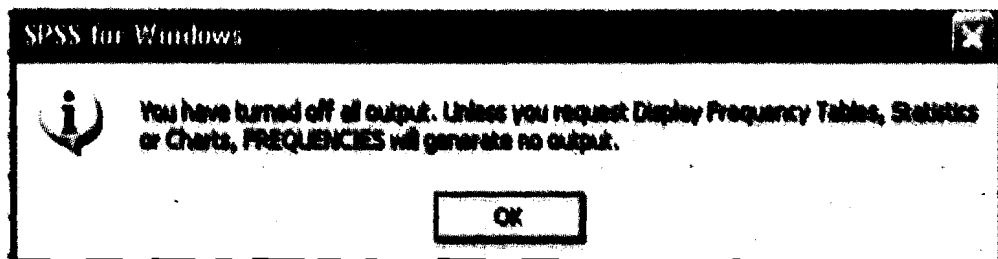 SPSS for Windows
You have turned off all output. Unless you request Display Frequency Tables, Statistics
or Charts, FREQUENCIES will generate no output.
OK